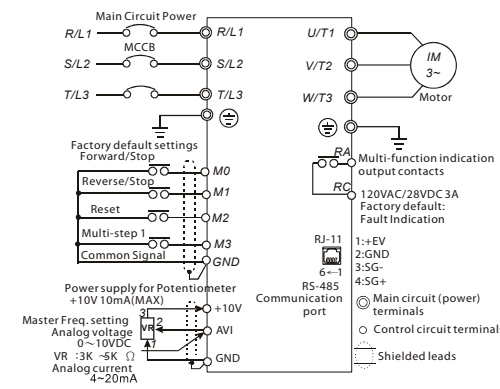 Main Circuit Power
R/L1 R/L1 U/T1
MCCB
S/L2 S/L2 V/T2
IM
3~
Motor
T/L3 T/L3 W/T3
Factory default settings
Forward/Stop
M0
Reverse/Stop
M1
Reset
M2
Multi-step 1
M3
Common Signal
GND
RA
Multi-function indication
output contacts
RC
120VAC/28VDC 3A
Factory default:
Fault Indication
RJ-11
6←1
RS-485
Communication
port
1:+EV
2:GND
3:SG-
4:SG+
Main circuit (power)
terminals
Control circuit terminal
Shielded leads
Power supply for Potentiometer
+10V 10mA(MAX)
+10V
3
Master Freq. setting
VR 2
Analog voltage
AVI
0~10VDC
1
VR :3K ~5K Ω
GND
Analog current
4~20mA